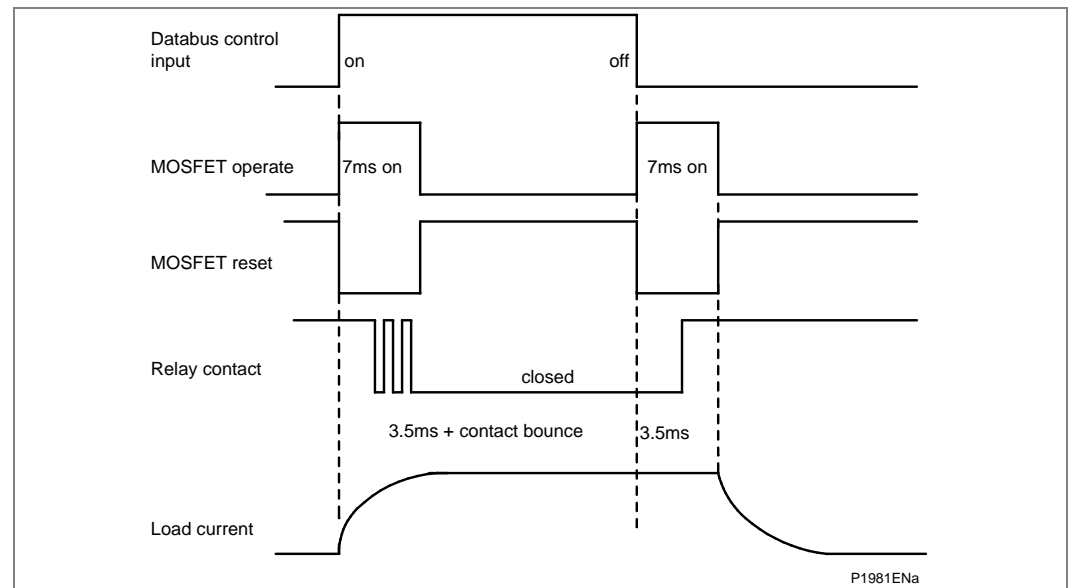 Databus control
input
on
off
MOSFET operate
7ms on
7ms on
MOSFET reset
Relay contact
closed
3.5ms + contact bounce
3.5ms
Load current
P1981ENa